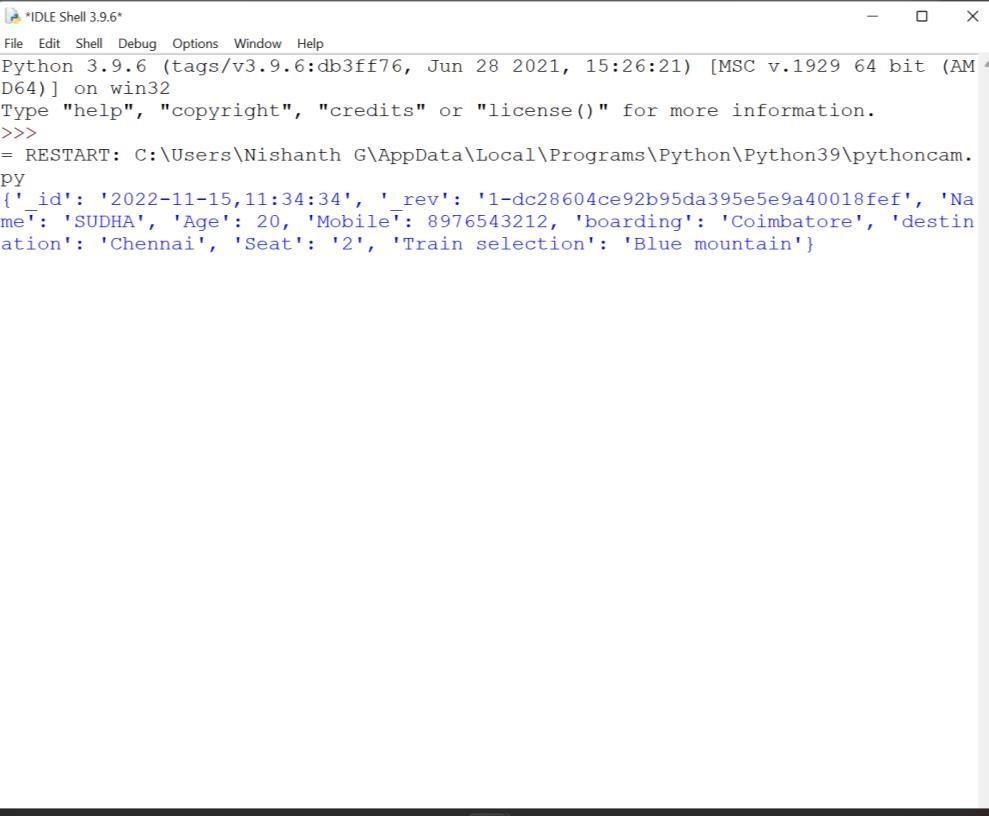 *IDLE Shell 3.9.6*
File Edit Shell Debug Options Window Help
Python 3.9.6 (tags/v3.9.6:db3ff76, Jun 28 2021, 15:26:21) [MSC v.1929 64 bit (AM
D64)] on win32
Type "help", "copyright", "credits" or "license()" for more information.
>>>
= RESTART: C:\Users\Nishanth G\AppData\Local\Programs\Python\Python39\pythoncam.
py
{'_id': '2022-11-15,11:34:34', '_rev': '1-dc28604ce92b95da395e5e9a40018fef', 'Na
me': 'SUDHA', 'Age': 20, 'Mobile': 8976543212, 'boarding': 'Coimbatore', 'destin
ation': 'Chennai', 'Seat': '2', 'Train selection': 'Blue mountain'}